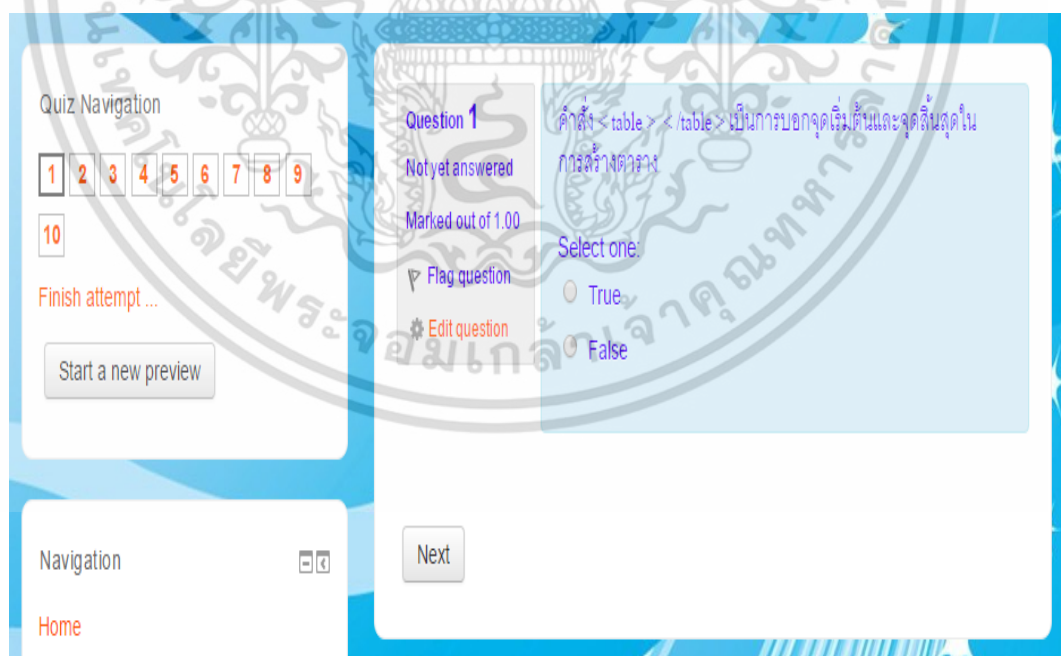 Quiz Navigation
1 2 3 4 5 6 7 8 9
10
Finish attempt ...
Start a new preview
Navigation
Home
Question 1
Not yet answered
Marked out of 1.00
Flag question
Edit question
คำสั่ง < table > < /table > เป็นการบอกจุดเริ่มต้นและจุดสิ้นสุดใน
การสร้างตาราง
Select one:
True
False
Next